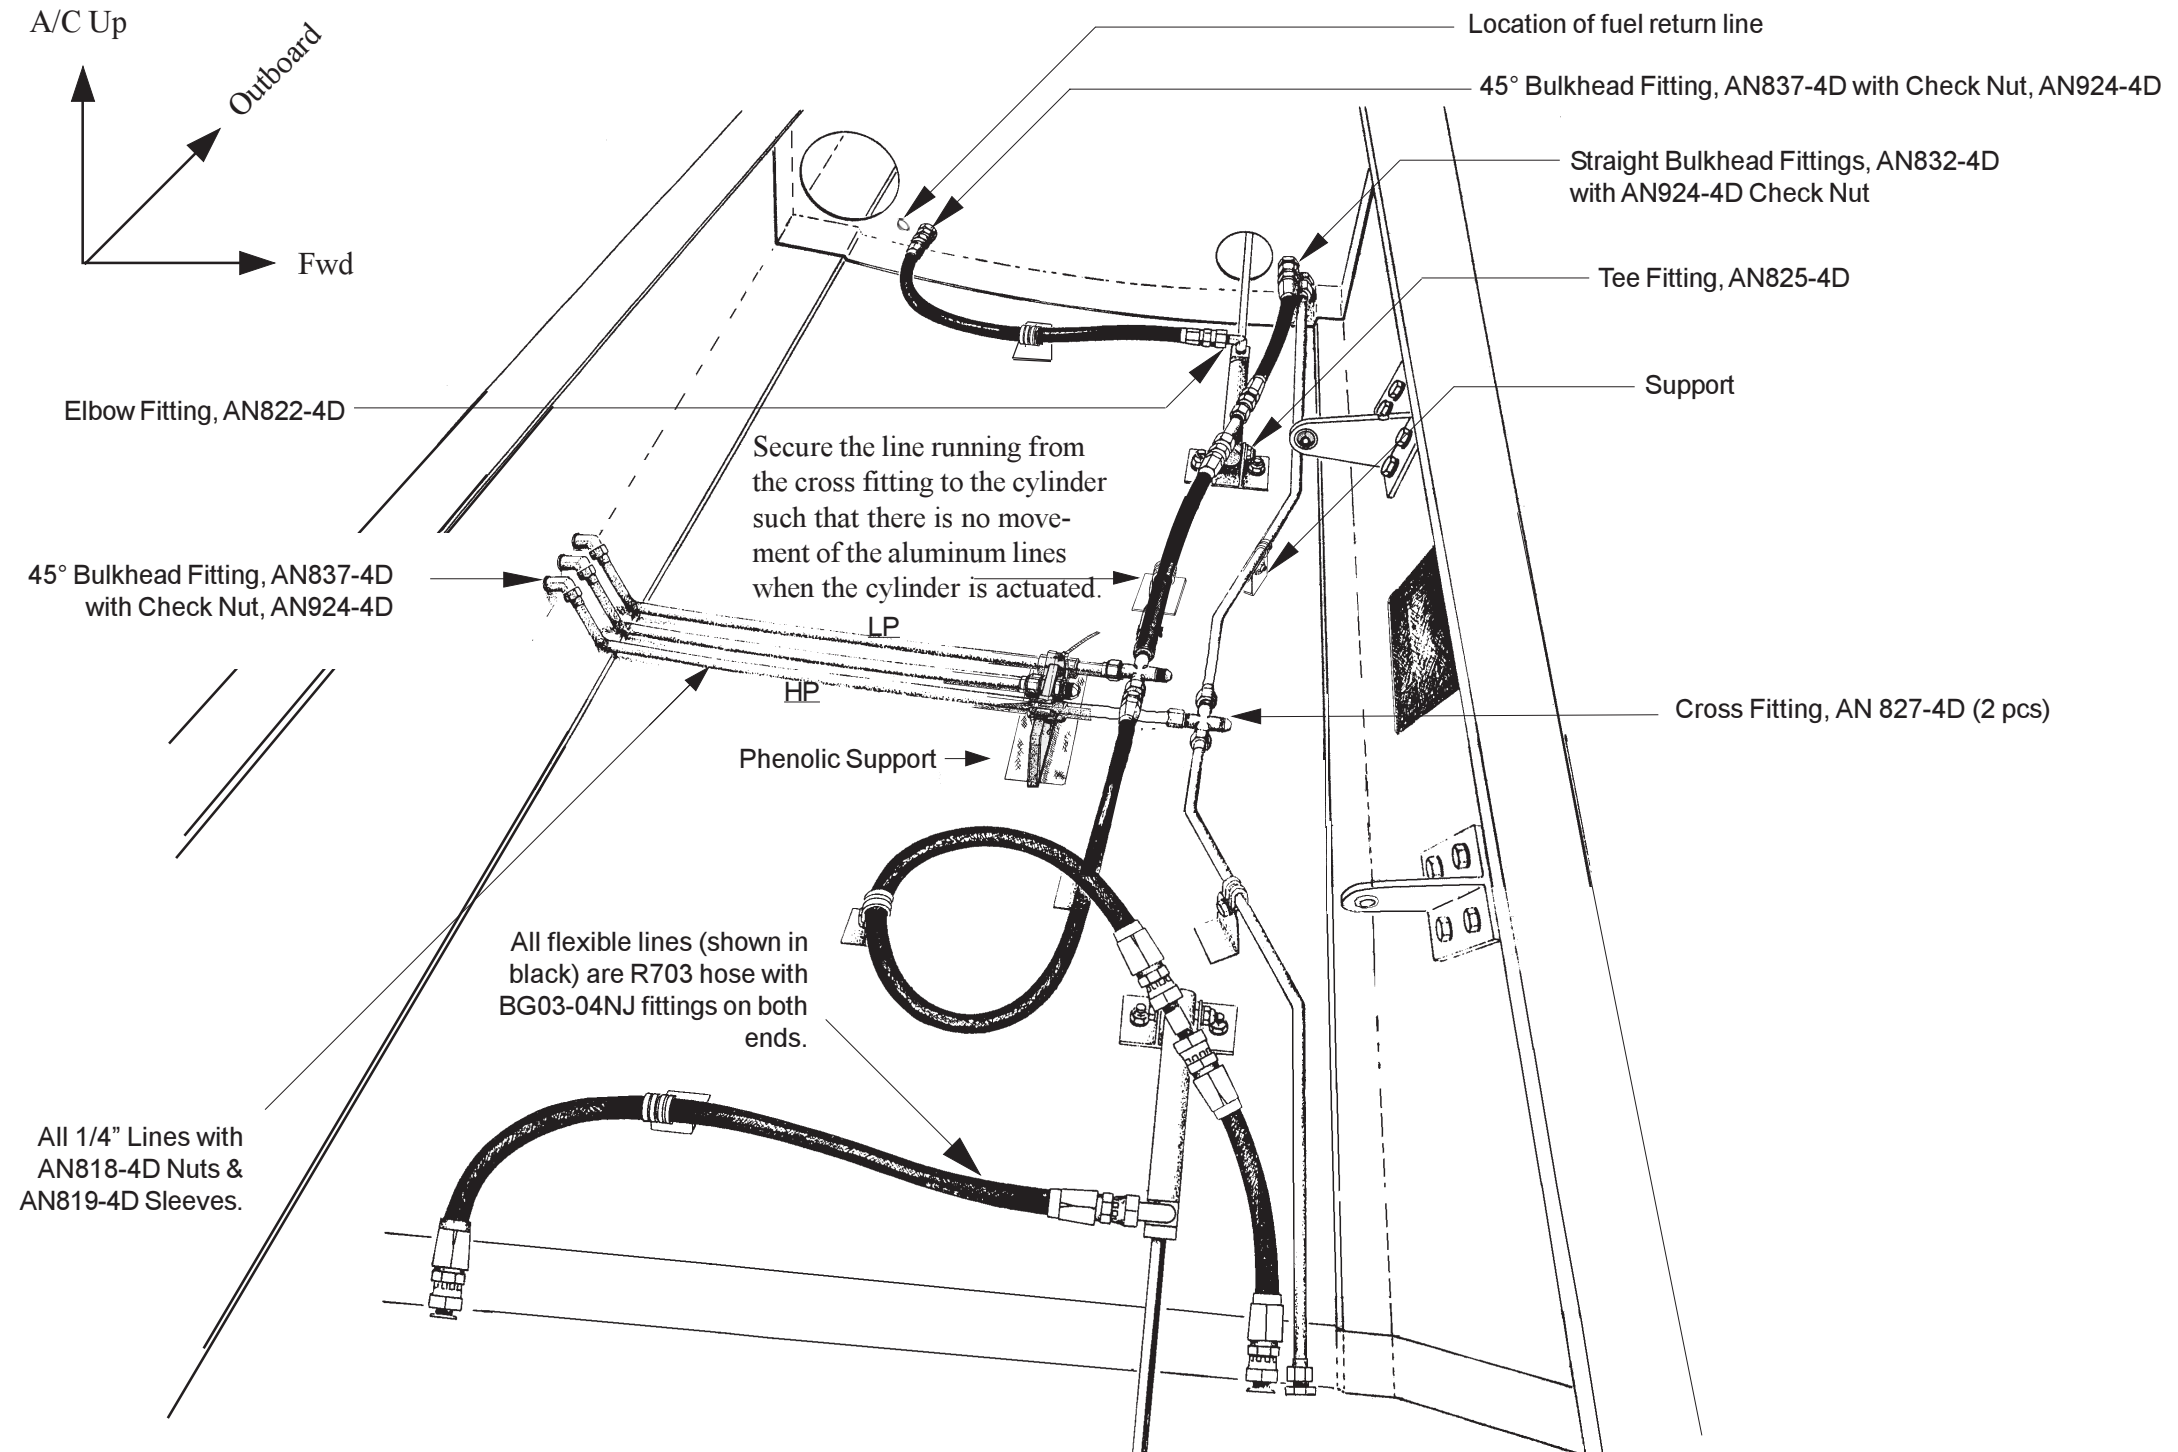 A/C Up
Outboard
Fwd
Location of fuel return line
45° Bulkhead Fitting, AN837-4D with Check Nut, AN924-4D
Straight Bulkhead Fittings, AN832-4D
with AN924-4D Check Nut
Tee Fitting, AN825-4D
Support
Elbow Fitting, AN822-4D
Secure the line running from
the cross fitting to the cylinder
such that there is no move-
ment of the aluminum lines
when the cylinder is actuated.
45° Bulkhead Fitting, AN837-4D
with Check Nut, AN924-4D
LP
HP
Cross Fitting, AN 827-4D (2 pcs)
Phenolic Support
All flexible lines (shown in
black) are R703 hose with
BG03-04NJ fittings on both
ends.
All 1/4” Lines with
AN818-4D Nuts &
AN819-4D Sleeves.